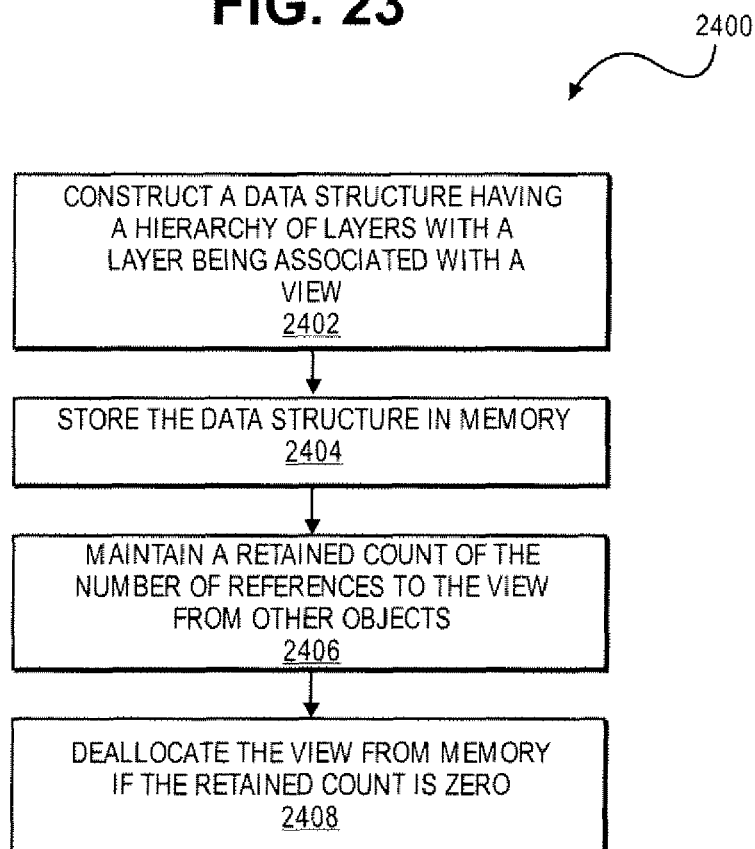 FIG. 23
2400
CONSTRUCT A DATA STRUCTURE HAVING
A HIERARCHY OF LAYERS WITH A
LAYER BEING ASSOCIATED WITH A
VIEW
2402
STORE THE DATA STRUCTURE IN MEMORY
2404
MAINTAIN A RETAINED COUNT OF THE
NUMBER OF REFERENCES TO THE VIEW
FROM OTHER OBJECTS
2406
DEALLOCATE THE VIEW FROM MEMORY
IF THE RETAINED COUNT IS ZERO
2408